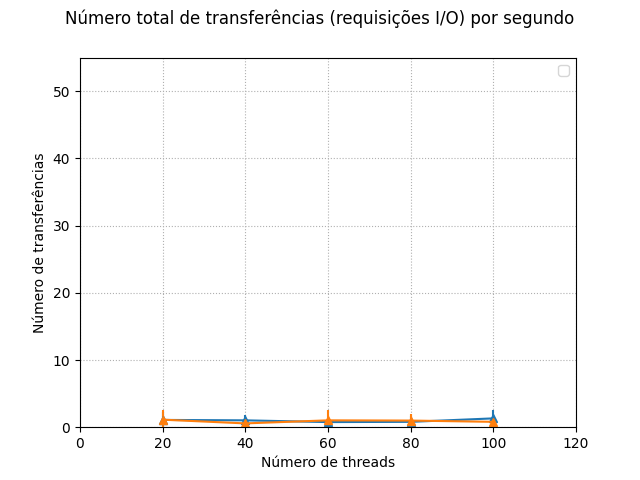 Número total de transferências (requisições I/O) por segundo
50
40
30
20
10
0
Número de transferências
0 20 40 60 80 100 120
Número de threads